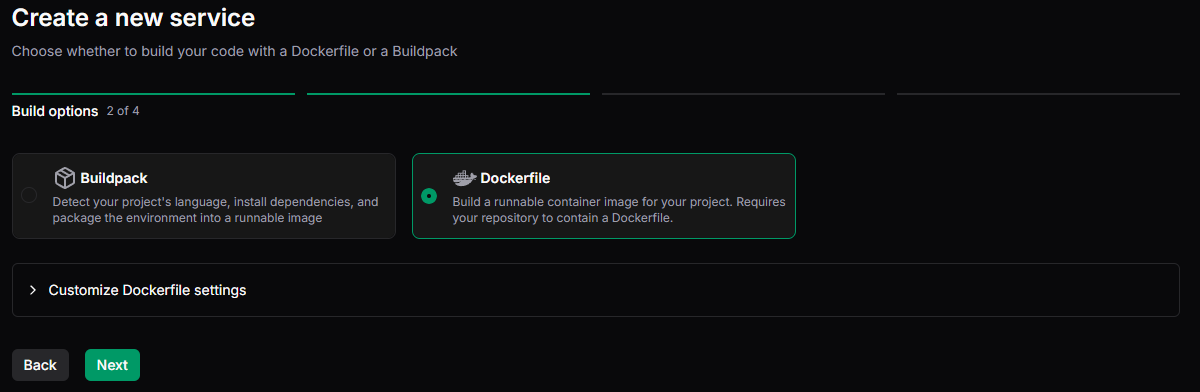 Create a new service
Choose whether to build your code with a Dockerfile or a Buildpack
Build options 2 of 4
Buildpack
Detect your project's language, install dependencies, and
package the environment into a runnable image
Dockerfile
Build a runnable container image for your project. Requires
your repository to contain a Dockerfile.
Customize Dockerfile settings
Back
Next